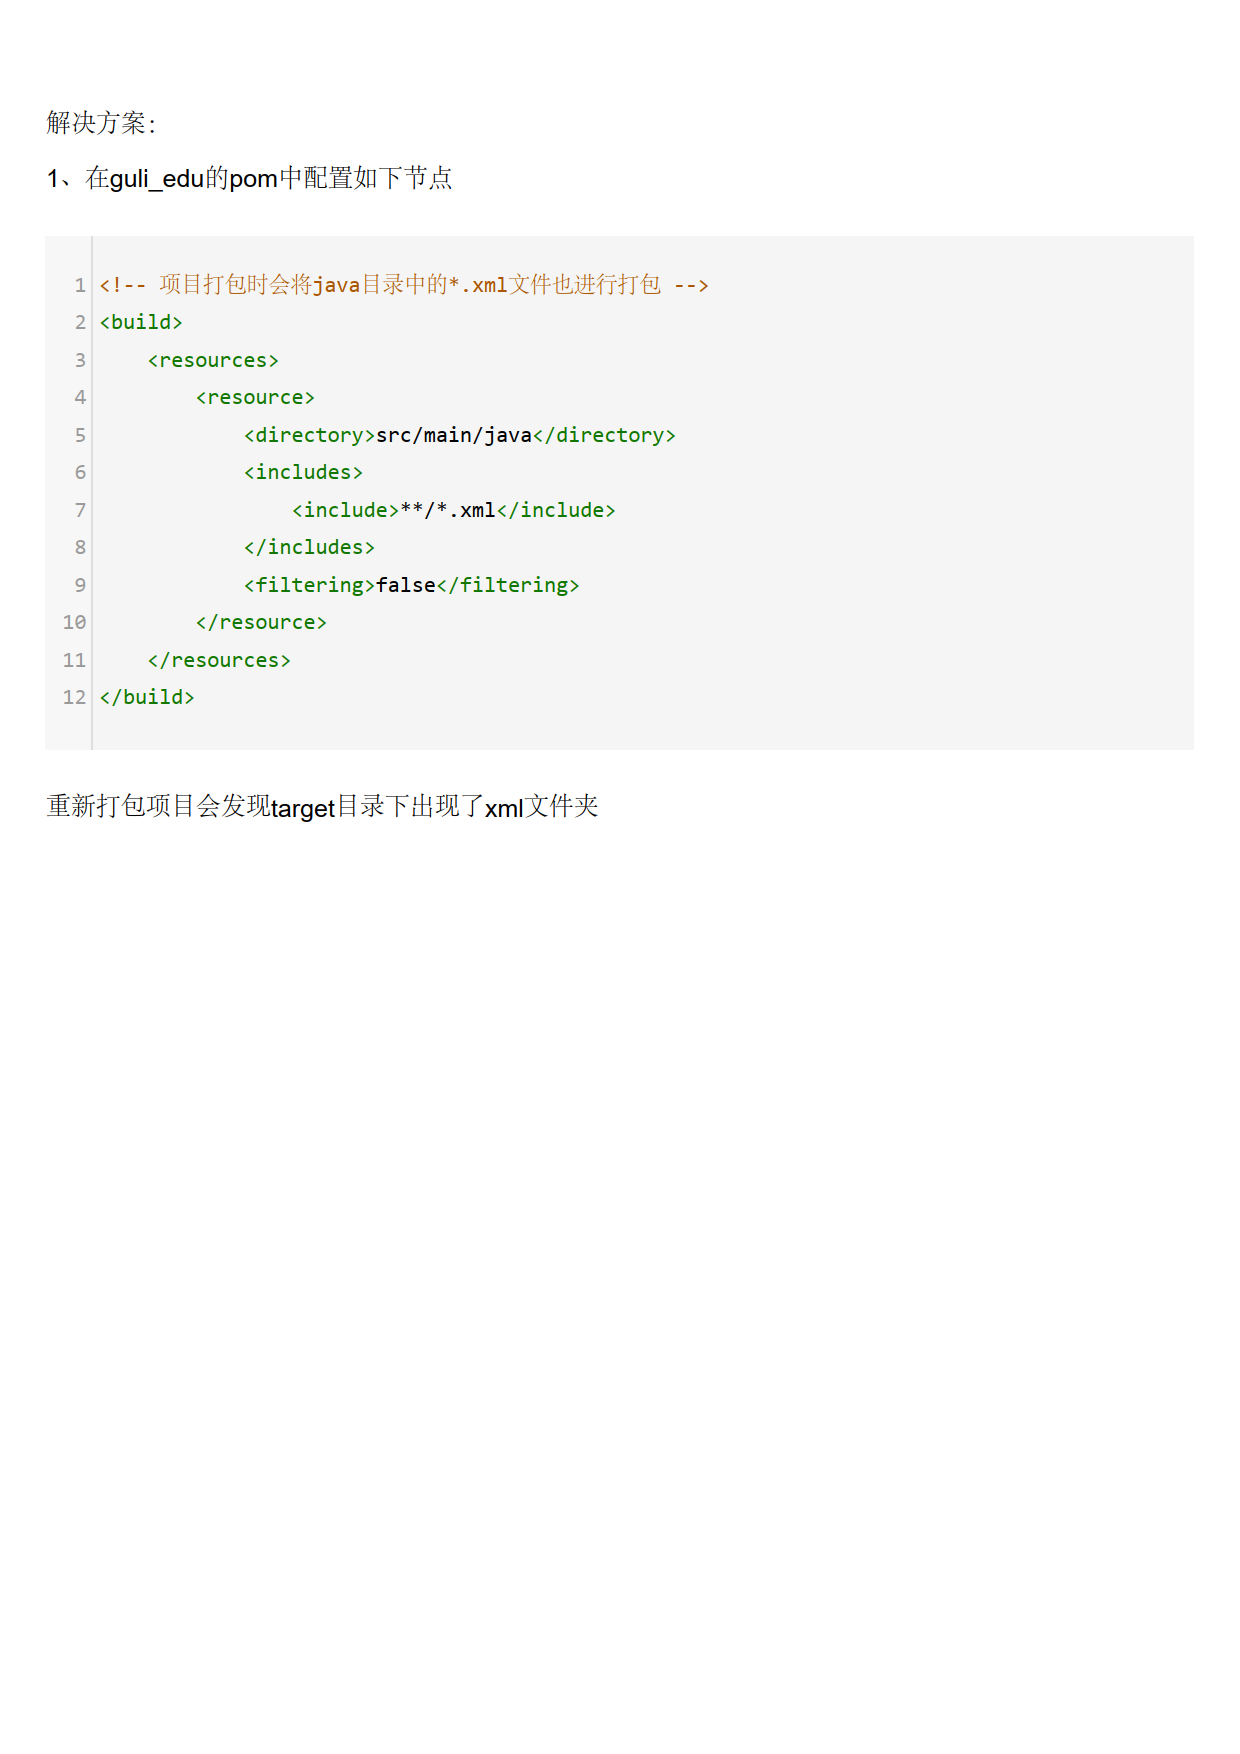 解决方案：
1、在guli_edu的pom中配置如下节点
1 <!-- 项目打包时会将java目录中的*.xml文件也进行打包 -->
2 <build>
3     <resources>
4         <resource>
5             <directory>src/main/java</directory>
6             <includes>
7                 <include>**/*.xml</include>
8             </includes>
9             <filtering>false</filtering>
10         </resource>
11     </resources>
12 </build>
重新打包项目会发现target目录下出现了xml文件夹